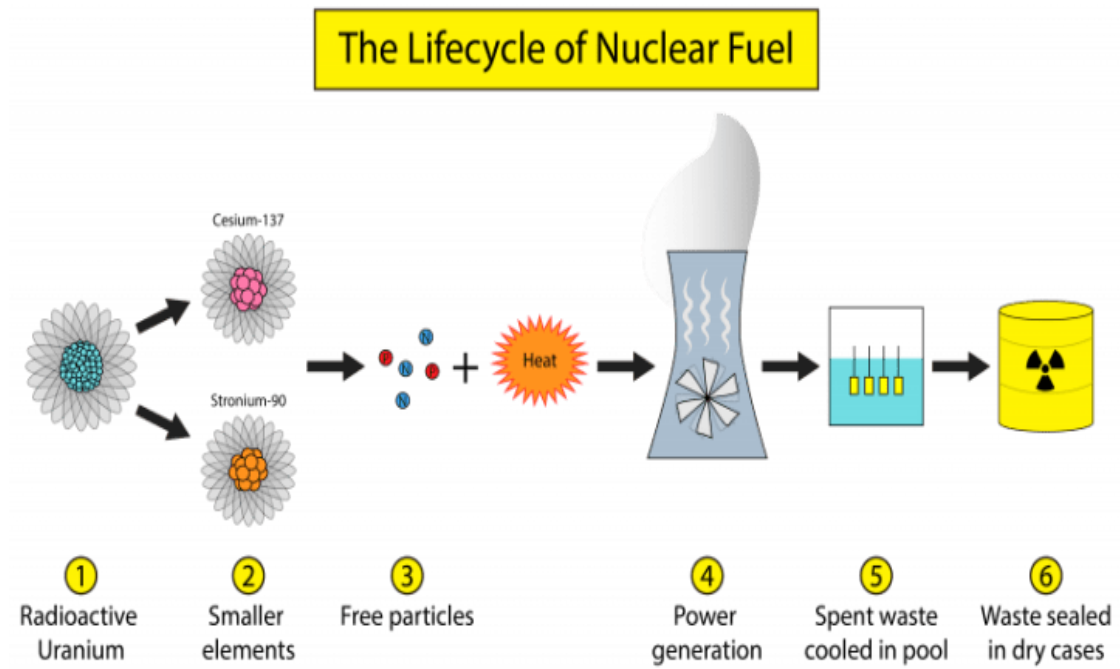 The Lifecycle of Nuclear Fuel
Cesium-137
Stronium-90
P
N
N
P
N
+
Heat
1
Radioactive
Uranium
2
Smaller
elements
3
Free particles
4
Power
generation
5
Spent waste
cooled in pool
6
Waste sealed
in dry cases